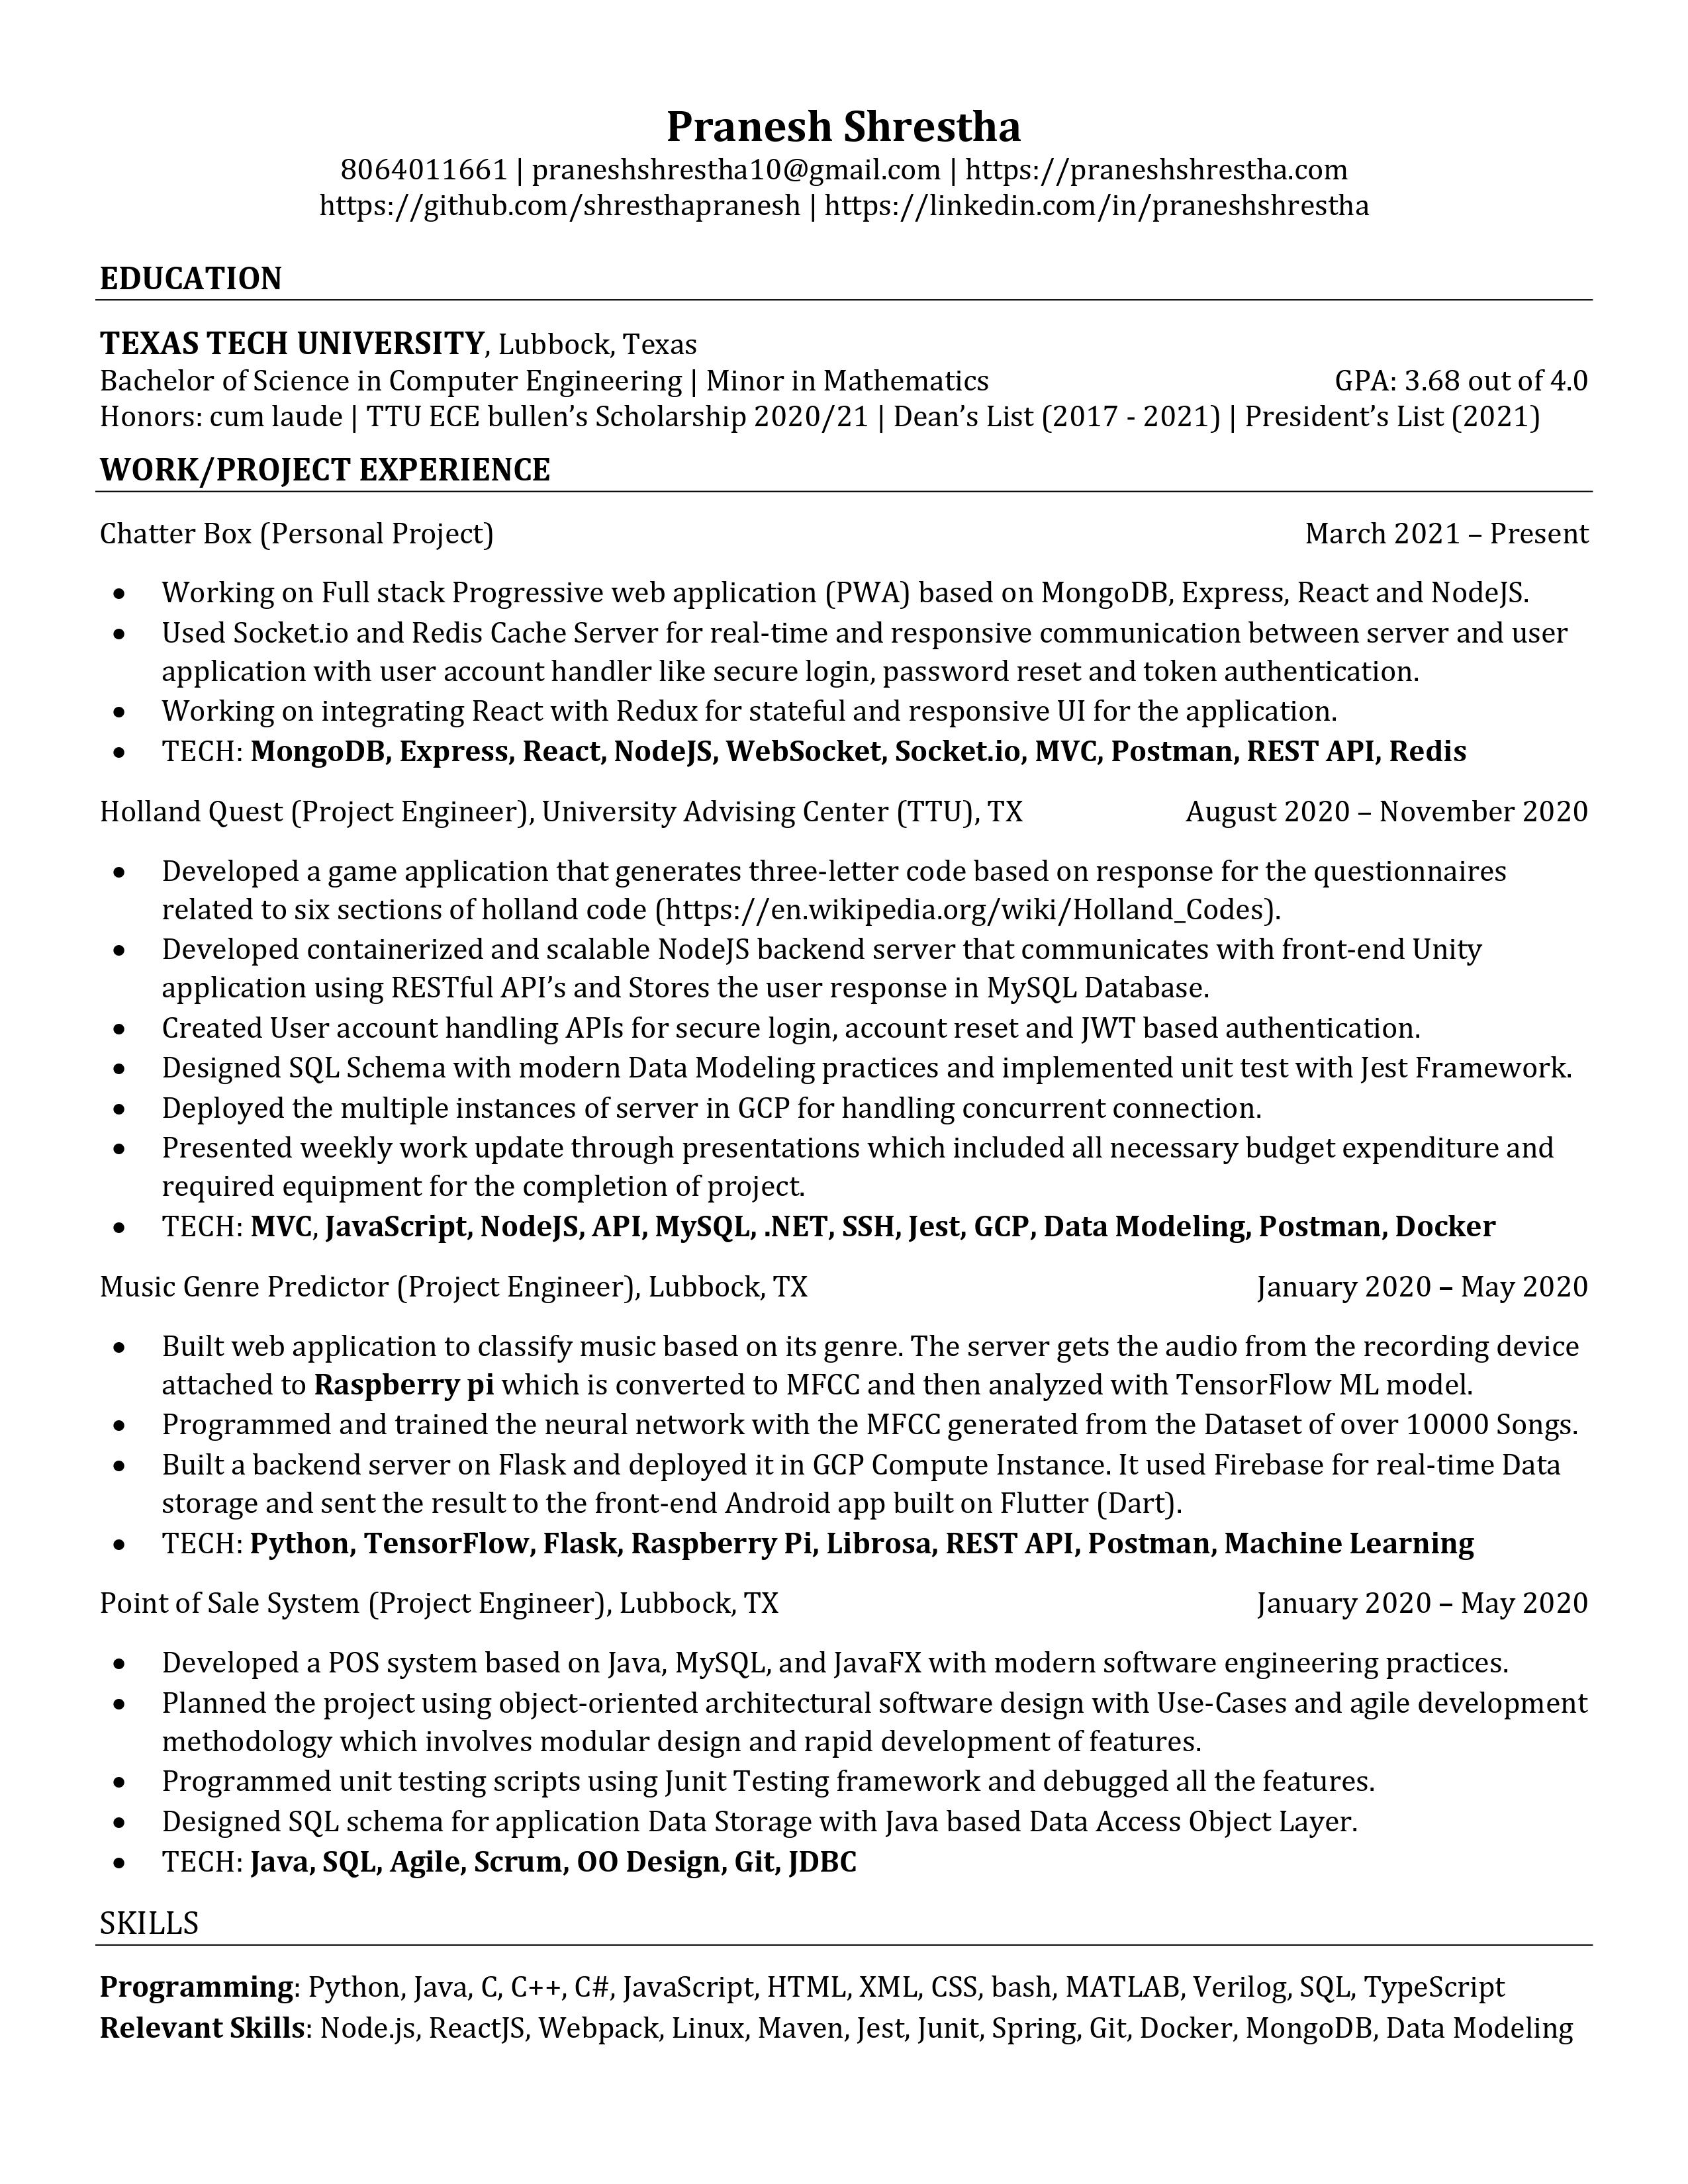 Pranesh Shrestha
8064011661 | praneshshrestha10@gmail.com | https://praneshshrestha.com
https://github.com/shresthapranesh | https://linkedin.com/in/praneshshrestha
EDUCATION
TEXAS TECH UNIVERSITY, Lubbock, Texas
Bachelor of Science in Computer Engineering | Minor in Mathematics GPA: 3.68 out of 4.0
Honors: cum laude | TTU ECE bullen’s Scholarship 2020/21 | Dean’s List (2017 - 2021) | President’s List (2021)
WORK/PROJECT EXPERIENCE
Chatter Box (Personal Project) March 2021 – Present
• Working on Full stack Progressive web application (PWA) based on MongoDB, Express, React and NodeJS.
• Used Socket.io and Redis Cache Server for real-time and responsive communication between server and user
application with user account handler like secure login, password reset and token authentication.
• Working on integrating React with Redux for stateful and responsive UI for the application.
• TECH: MongoDB, Express, React, NodeJS, WebSocket, Socket.io, MVC, Postman, REST API, Redis
Holland Quest (Project Engineer), University Advising Center (TTU), TX August 2020 – November 2020
• Developed a game application that generates three-letter code based on response for the questionnaires
related to six sections of holland code (https://en.wikipedia.org/wiki/Holland_Codes).
• Developed containerized and scalable NodeJS backend server that communicates with front-end Unity
application using RESTful API’s and Stores the user response in MySQL Database.
• Created User account handling APIs for secure login, account reset and JWT based authentication.
• Designed SQL Schema with modern Data Modeling practices and implemented unit test with Jest Framework.
• Deployed the multiple instances of server in GCP for handling concurrent connection.
• Presented weekly work update through presentations which included all necessary budget expenditure and
required equipment for the completion of project.
• TECH: MVC, JavaScript, NodeJS, API, MySQL, .NET, SSH, Jest, GCP, Data Modeling, Postman, Docker
Music Genre Predictor (Project Engineer), Lubbock, TX January 2020 – May 2020
• Built web application to classify music based on its genre. The server gets the audio from the recording device
attached to Raspberry pi which is converted to MFCC and then analyzed with TensorFlow ML model.
• Programmed and trained the neural network with the MFCC generated from the Dataset of over 10000 Songs.
• Built a backend server on Flask and deployed it in GCP Compute Instance. It used Firebase for real-time Data
storage and sent the result to the front-end Android app built on Flutter (Dart).
• TECH: Python, TensorFlow, Flask, Raspberry Pi, Librosa, REST API, Postman, Machine Learning
Point of Sale System (Project Engineer), Lubbock, TX January 2020 – May 2020
• Developed a POS system based on Java, MySQL, and JavaFX with modern software engineering practices.
• Planned the project using object-oriented architectural software design with Use-Cases and agile development
methodology which involves modular design and rapid development of features.
• Programmed unit testing scripts using Junit Testing framework and debugged all the features.
• Designed SQL schema for application Data Storage with Java based Data Access Object Layer.
• TECH: Java, SQL, Agile, Scrum, OO Design, Git, JDBC
SKILLS
Programming: Python, Java, C, C++, C#, JavaScript, HTML, XML, CSS, bash, MATLAB, Verilog, SQL, TypeScript
Relevant Skills: Node.js, ReactJS, Webpack, Linux, Maven, Jest, Junit, Spring, Git, Docker, MongoDB, Data Modeling